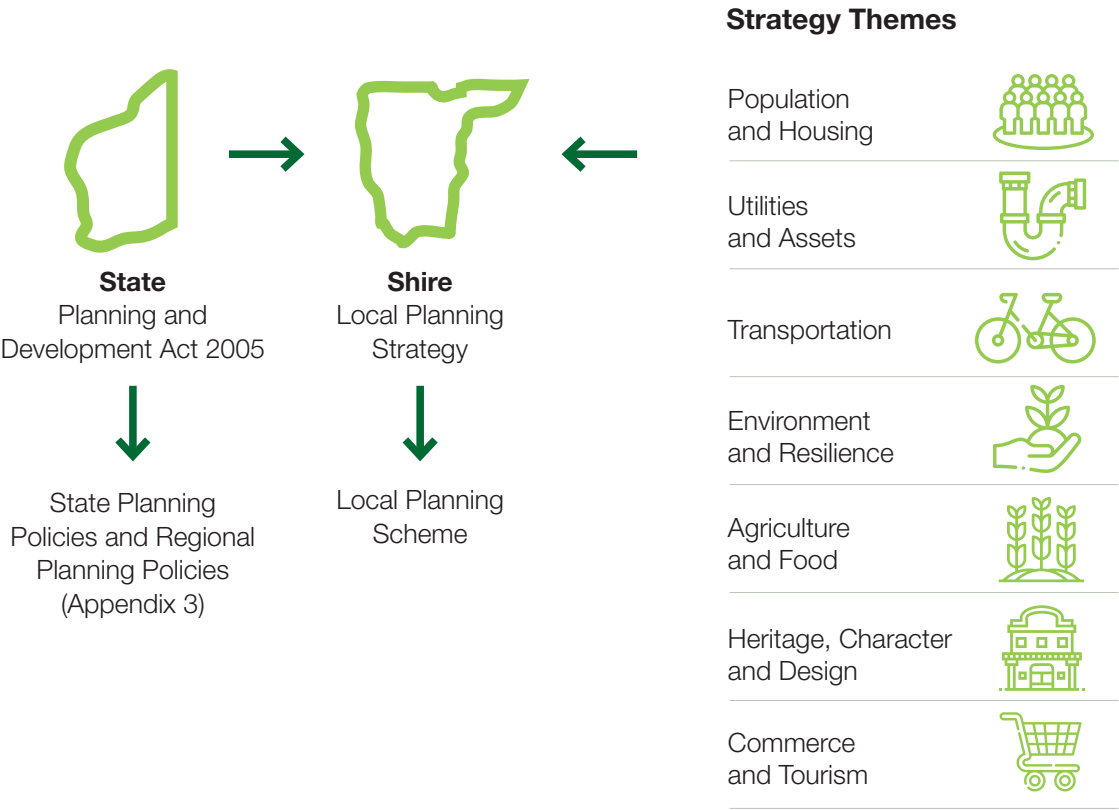 State
Planning and
Development Act 2005
State Planning
Policies and Regional
Planning Policies
(Appendix 3)
Shire
Local Planning
Strategy
Local Planning
Scheme
Strategy Themes
Population
and Housing
Utilities
and Assets
Transportation
Environment
and Resilience
Agriculture
and Food
Heritage, Character
and Design
Commerce
and Tourism